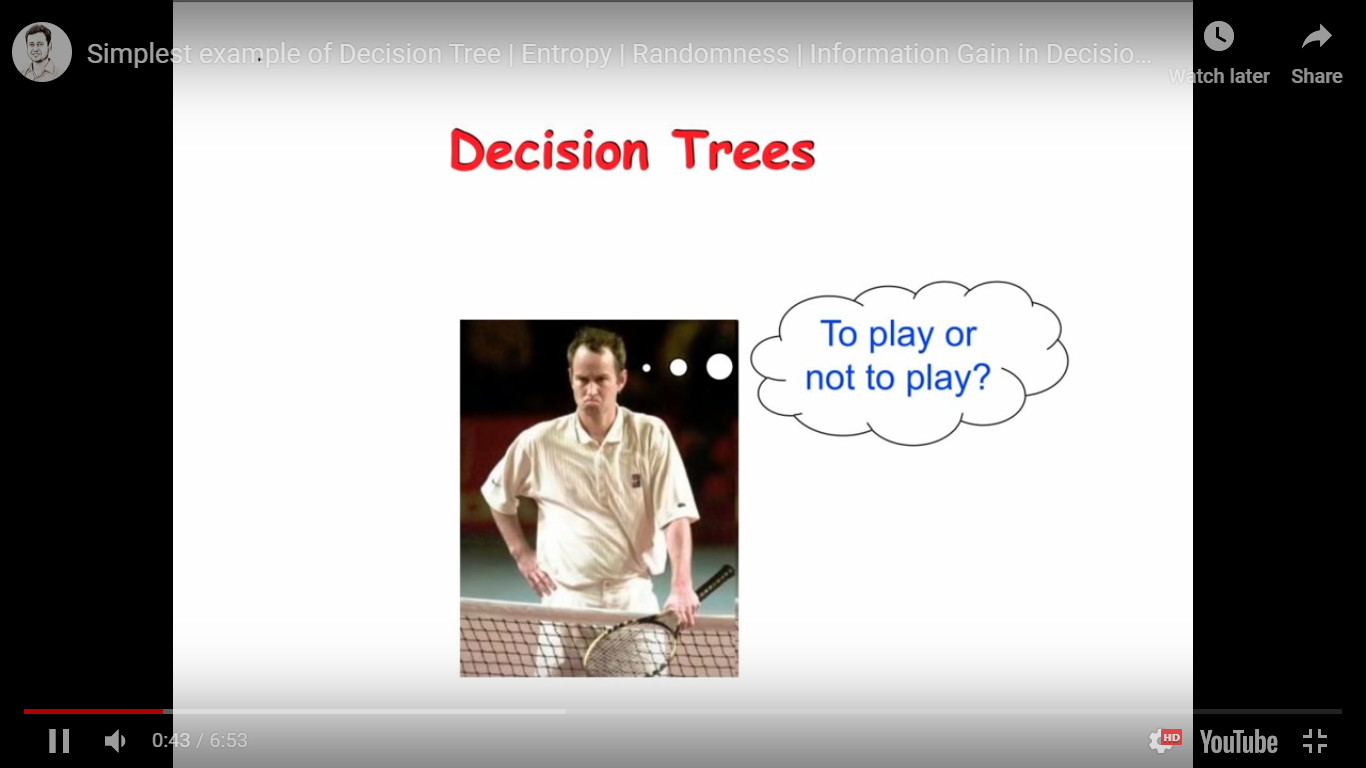 Simplest example of Decision Tree | Entropy | Randomness | Information Gain in Decisio...
Watch later
Share
Decision Trees
To play or
not to play?
0:43 / 6:53
HD
YouTube